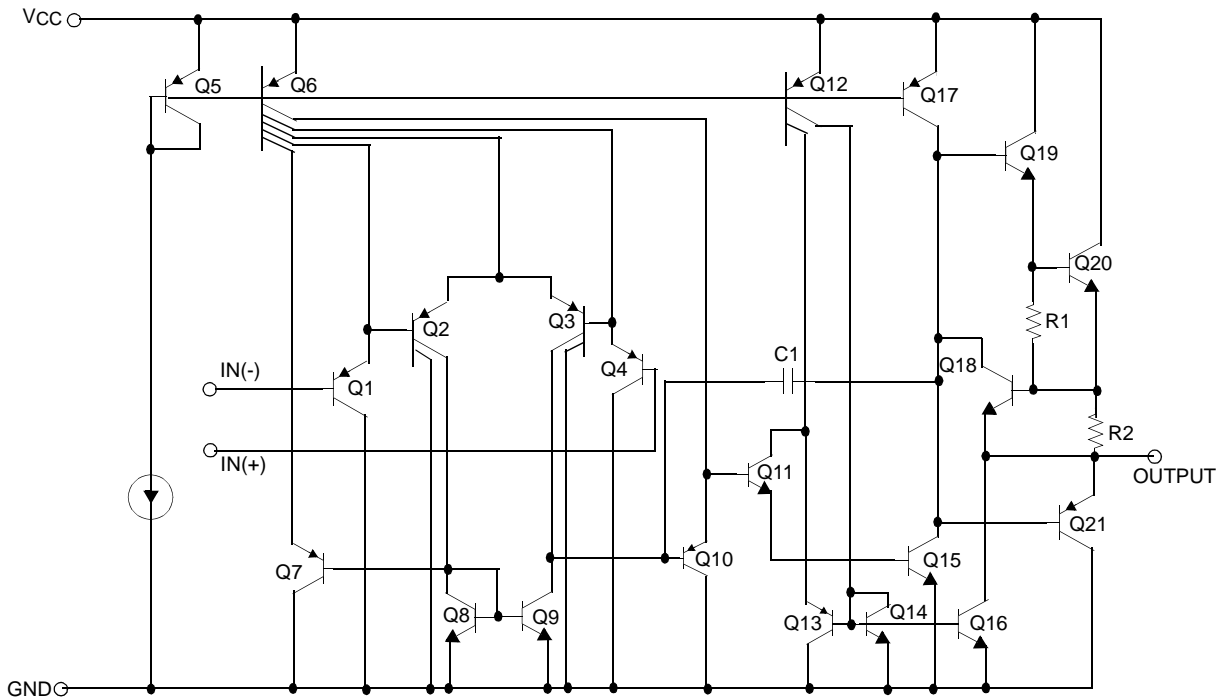 VCC
Q5
Q6
Q12
Q17
Q19
Q20
R1
Q2
Q3
C1
Q18
Q4
IN(-)
Q1
R2
IN(+)
Q11
OUTPUT
Q21
Q10
Q15
Q7
Q8
Q9
Q13
Q14
Q16
GND